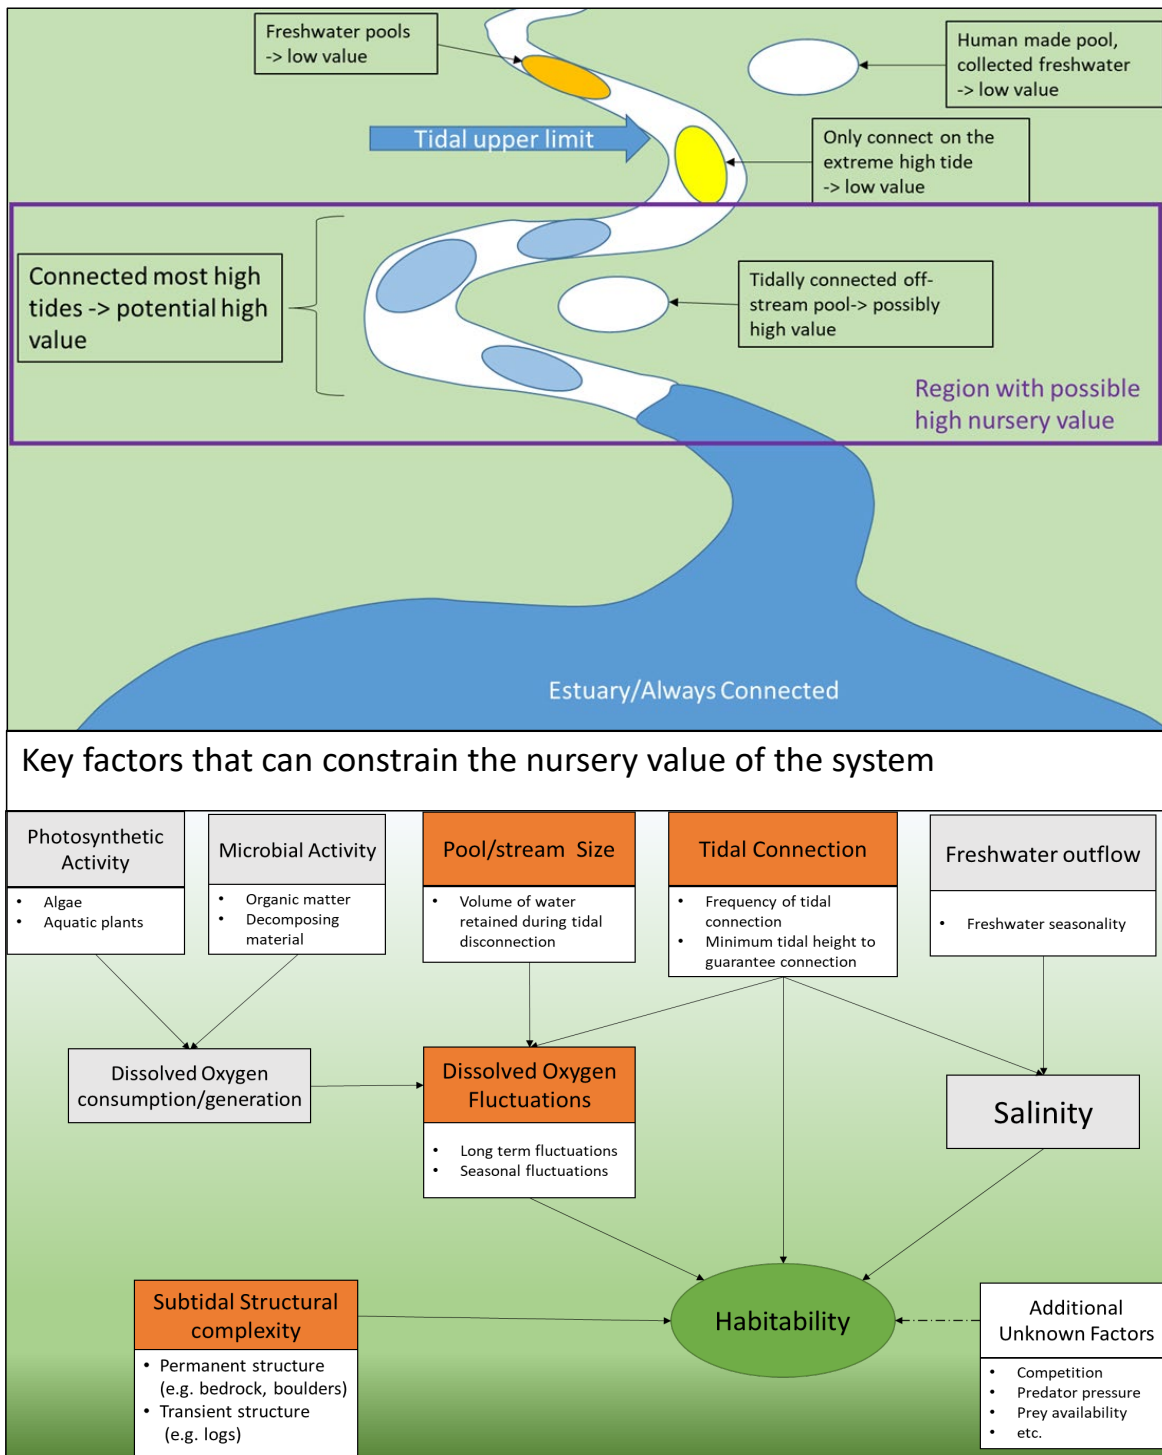 Freshwater pools
-> low value
Human made pool,
collected freshwater
-> low value
Tidal upper limit
Only connect on the
extreme high tide
-> low value
Connected most high
tides -> potential high
value
Tidally connected off-
stream pool-> possibly
high value
Region with possible
high nursery value
Estuary/Always Connected
Key factors that can constrain the nursery value of the system
Photosynthetic
Activity
• Algae
• Aquatic plants
Microbial Activity
• Organic matter
• Decomposing
material
Pool/stream Size
• Volume of water
retained during tidal
disconnection
Tidal Connection
• Frequency of tidal
connection
• Minimum tidal height to
guarantee connection
Freshwater outflow
• Freshwater seasonality
Dissolved Oxygen
consumption/generation
Dissolved Oxygen
Fluctuations
• Long term fluctuations
• Seasonal fluctuations
Salinity
Subtidal Structural
complexity
• Permanent structure
(e.g. bedrock, boulders)
• Transient structure
(e.g. logs)
Habitability
Additional
Unknown Factors
• Competition
• Predator pressure
• Prey availability
• etc.